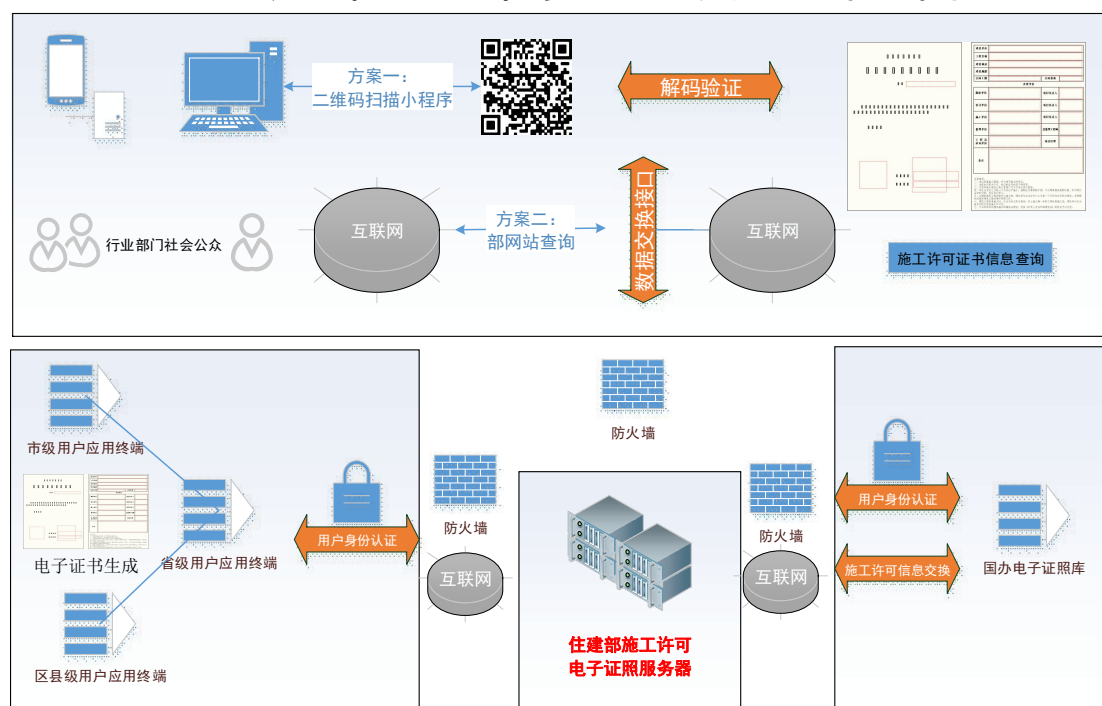 方案一：
二维码扫描小程序
解码验证
行业部门社会公众
互联网
方案二：
部网站查询
数据交换接口
互联网
施工许可证书信息查询
市级用户应用终端
电子证书生成
省级用户应用终端
区县级用户应用终端
用户身份认证
防火墙
互联网
防火墙
住建部施工许可
电子证照服务器
防火墙
互联网
用户身份认证
施工许可信息交换
国办电子证照库